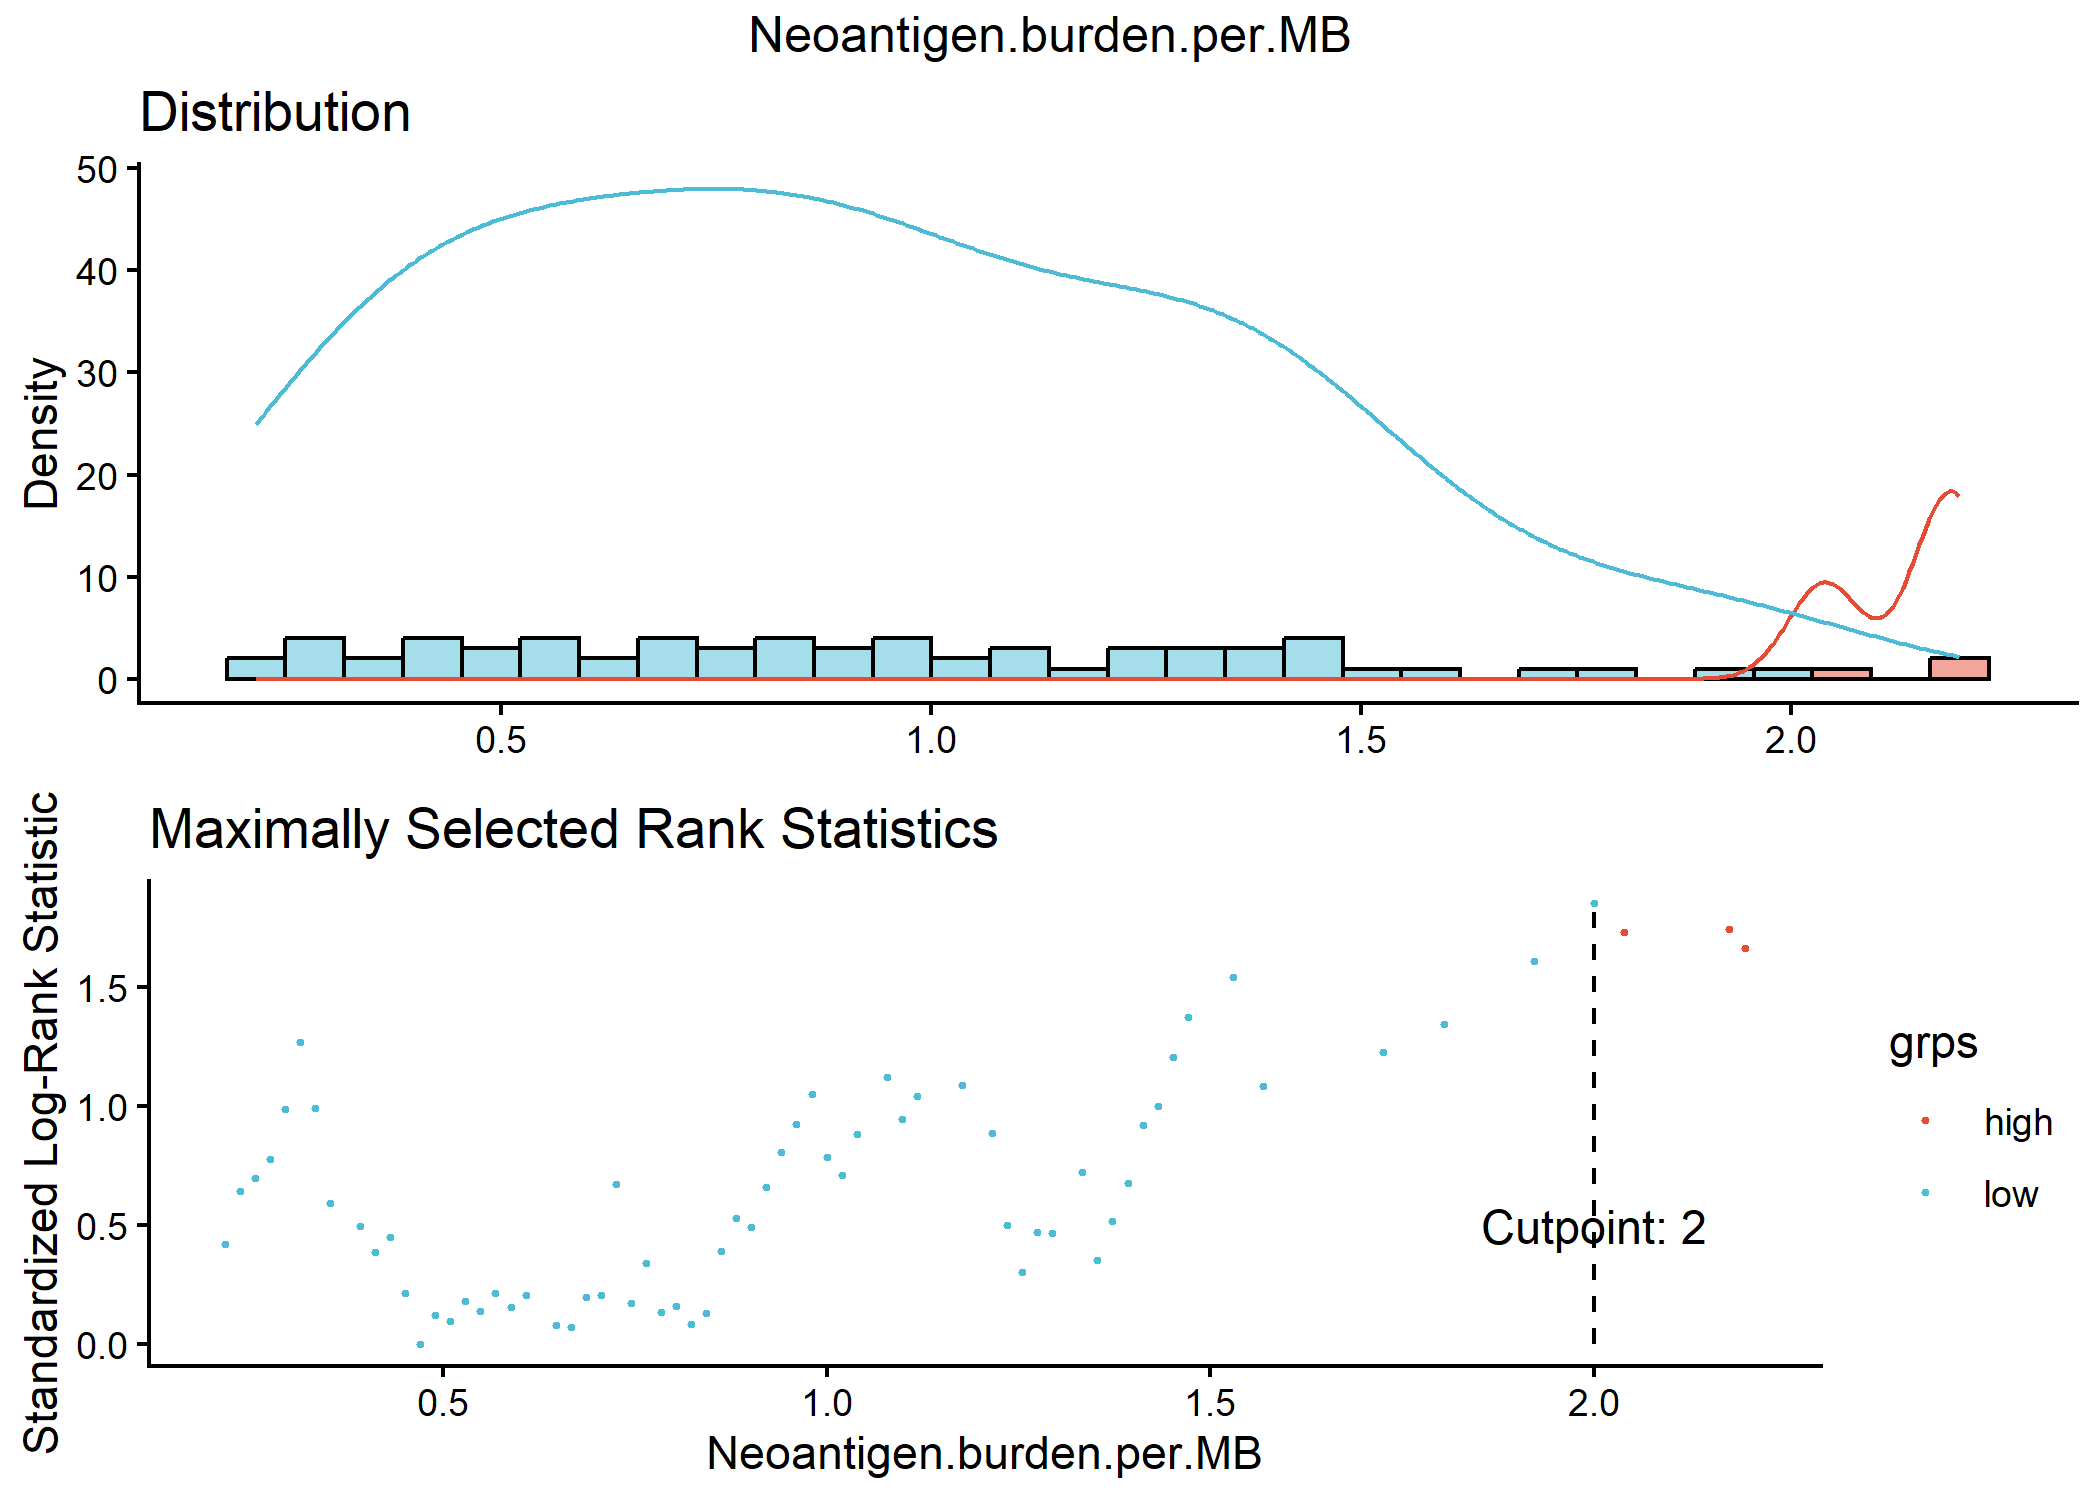 Neoantigen.burden.per.MB
Distribution
Density
50
40
30
20
10
0
0.5 1.0 1.5 2.0
Maximally Selected Rank Statistics
Standardized Log-Rank Statistic
1.5
1.0
0.5
0.0
Cutpoint: 2
0.5 1.0 1.5 2.0
Neoantigen.burden.per.MB
grps
high
low